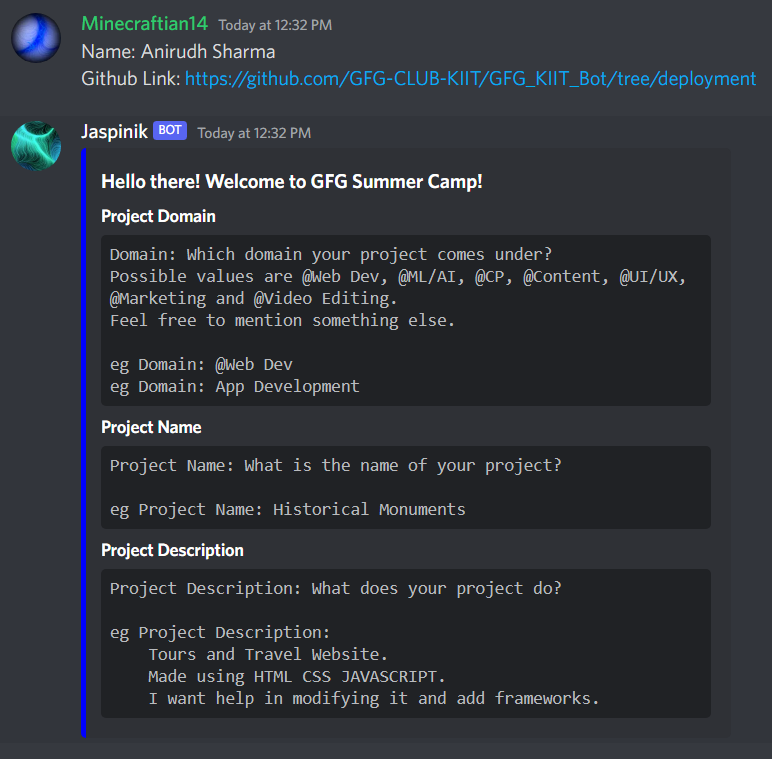 Minecraftian14 Today at 12:32 PM
Name: Anirudh Sharma
Github Link: https://github.com/GFG-CLUB-KIIT/GFG_KIIT_Bot/tree/deployment
Jaspinik BOT Today at 12:32 PM
Hello there! Welcome to GFG Summer Camp!
Project Domain
Domain: Which domain your project comes under?
Possible values are @Web Dev, @ML/AI, @CP, @Content, @UI/UX,
@Marketing and @Video Editing.
Feel free to mention something else.
eg Domain: @Web Dev
eg Domain: App Development
Project Name
Project Name: What is the name of your project?
eg Project Name: Historical Monuments
Project Description
Project Description: What does your project do?
eg Project Description:
Tours and Travel Website.
Made using HTML CSS JAVASCRIPT.
I want help in modifying it and add frameworks.